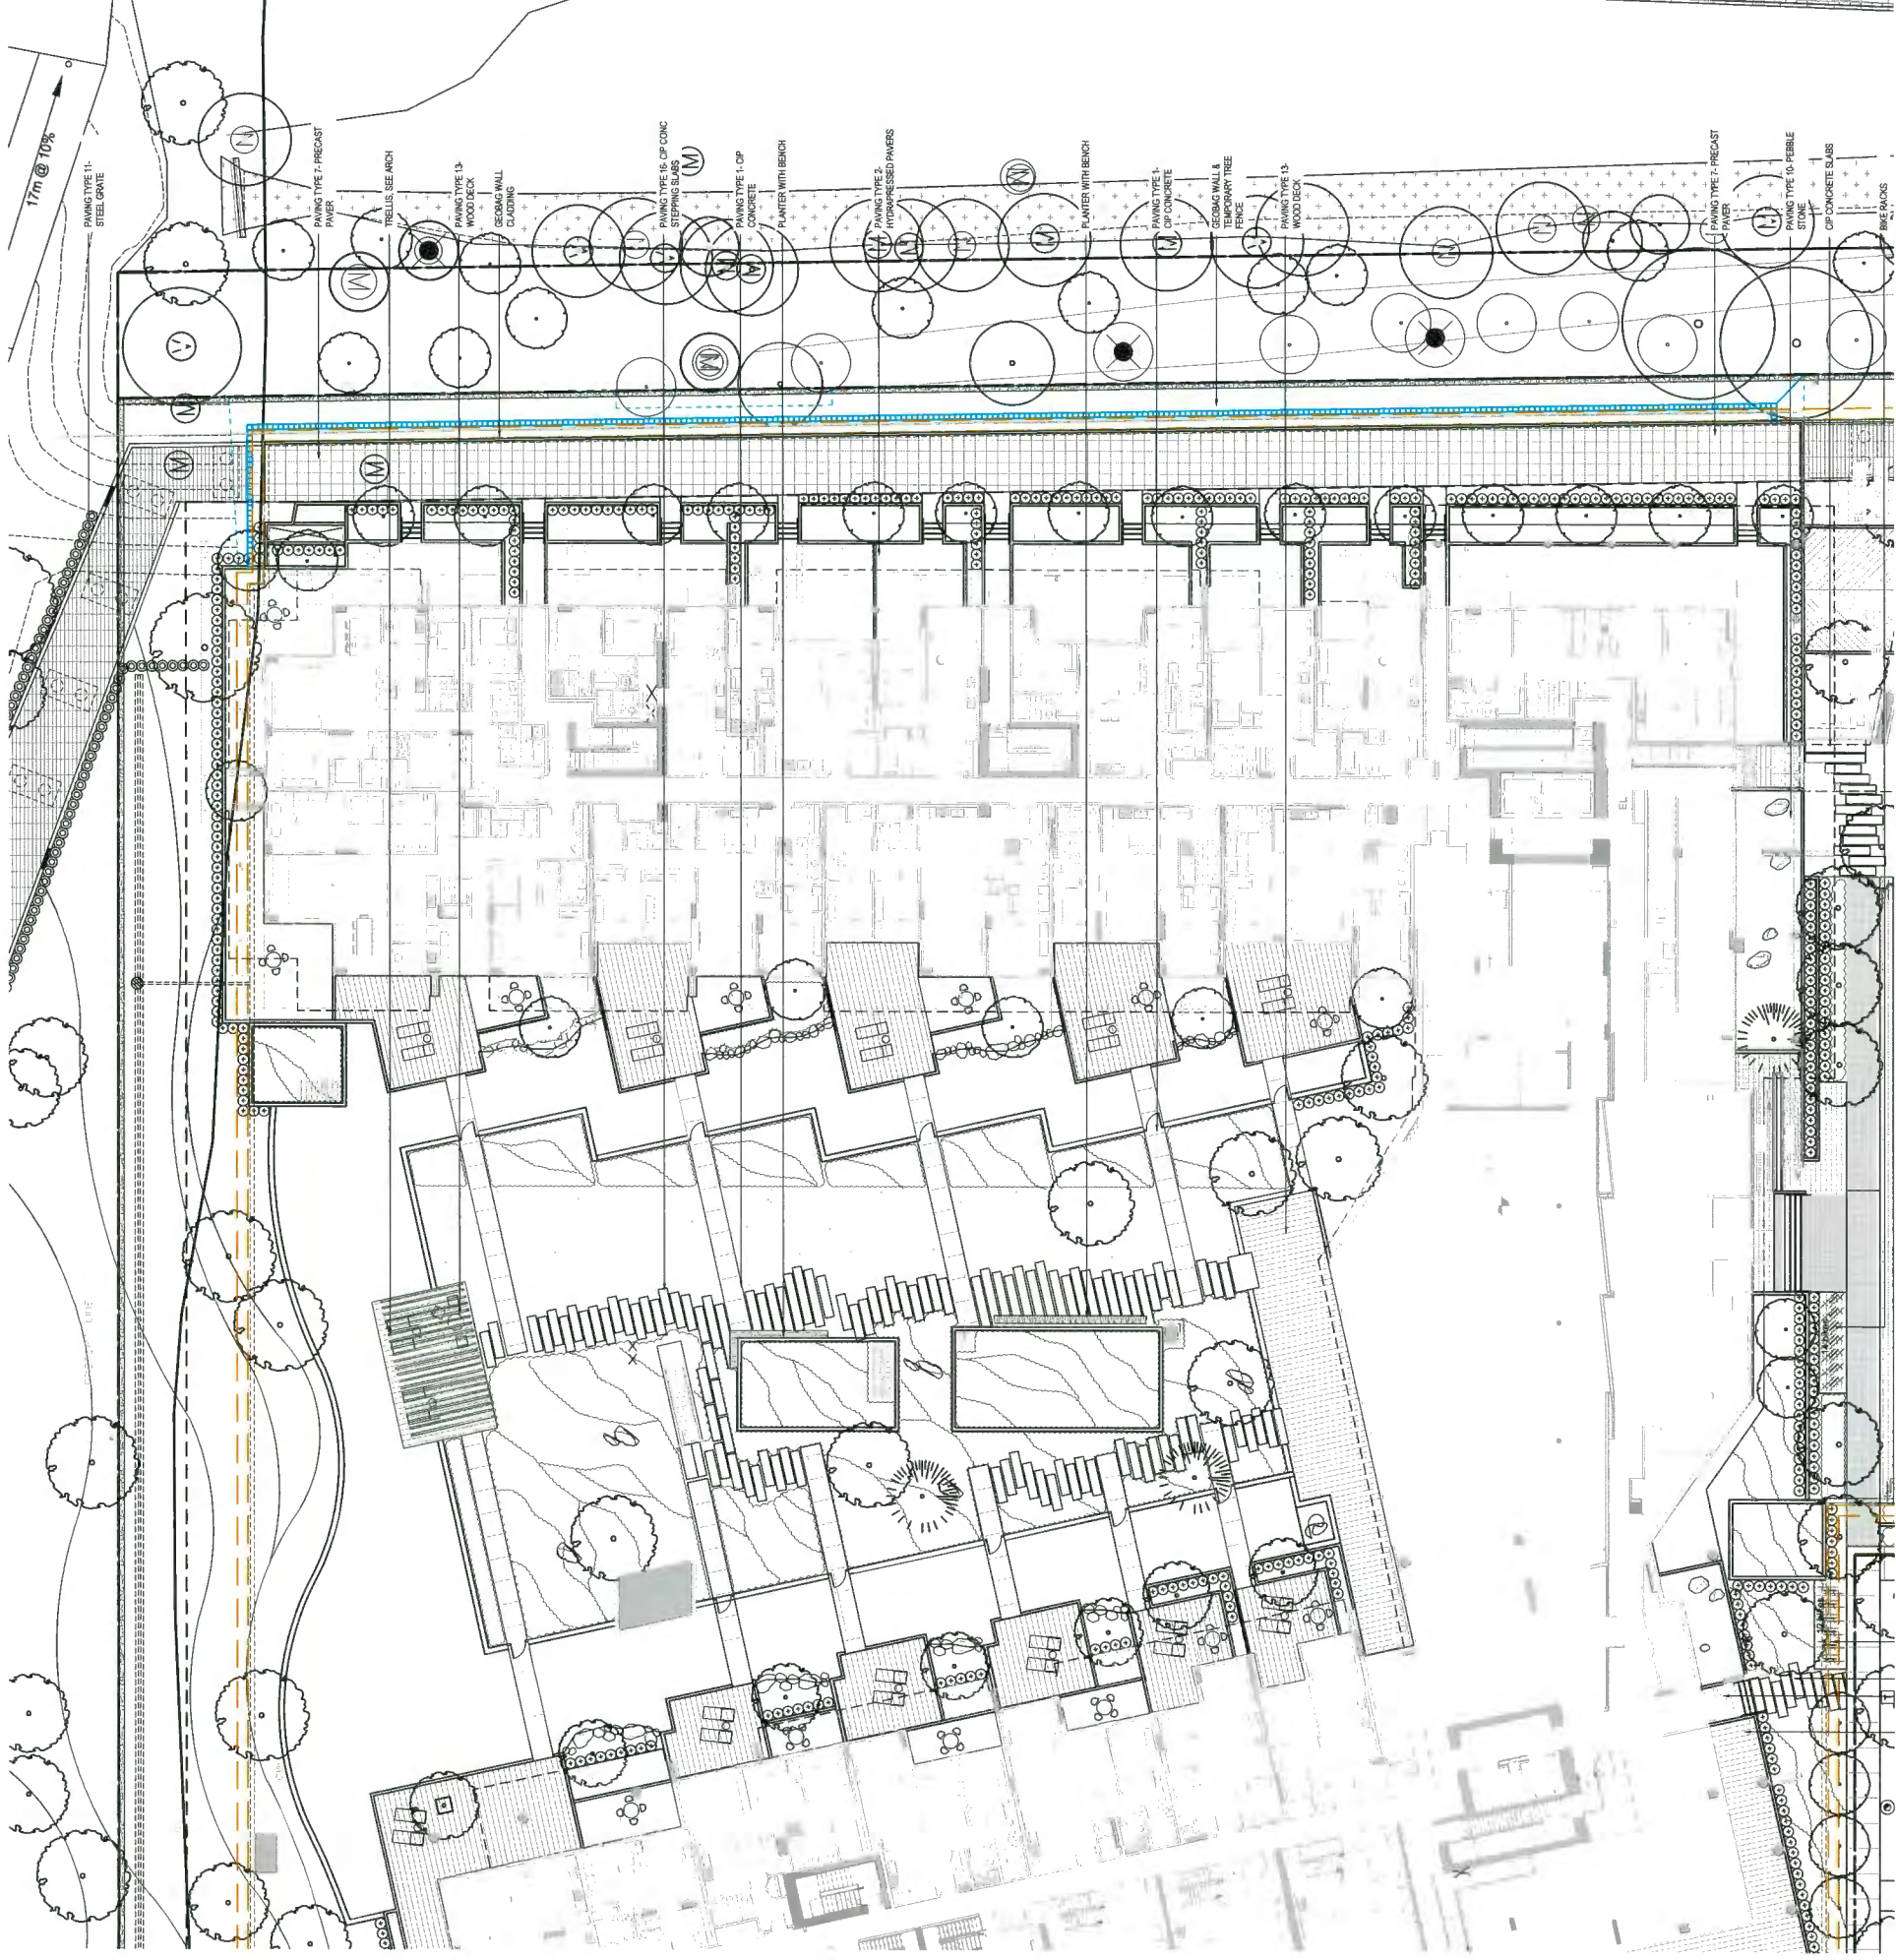 17m @ 10%
PAVING TYPE 11-
STEEL GRATE
PAVING TYPE 7- PRECAST
PAVER
TRELLIS, SEE ARCH
PAVING TYPE 13-
WOOD DECK
GEOBAG WALL
CLADDING
PAVING TYPE 16- CIP CONC
STEPPING SLABS
PAVING TYPE 1- CIP
CONCRETE
PLANTER WITH BENCH
PAVING TYPE 2-
HYDRAPRESSED PAVERS
PLANTER WITH BENCH
PAVING TYPE 1-
CIP CONCRETE
GEOBAG WALL &
TEMPORARY TREE
FENCE
PAVING TYPE 13-
WOOD DECK
PAVING TYPE 7- PRECAST
PAVER
PAVING TYPE 10- PEBBLE
STONE
CIP CONCRETE SLABS
BIKE RACKS
M
M
M
M
M
M
M
EL